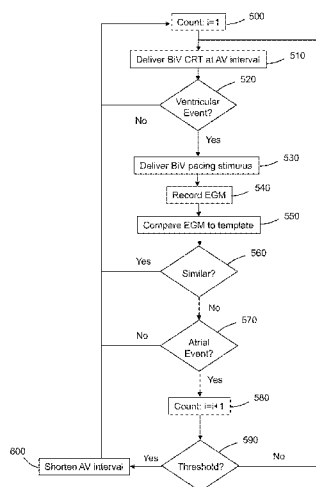 Count: i=1
500
Deliver BiV CRT at AV interval
510
520
Ventricular
Event?
No
Yes
Deliver BiV pacing stimulus
530
540
Record EGM
550
Compare EGM to template
560
Yes
Similar?
No
570
No
Atrial
Event?
Yes
580
Count: i=i+1
590
600
Shorten AV interval
Yes
Threshold?
No